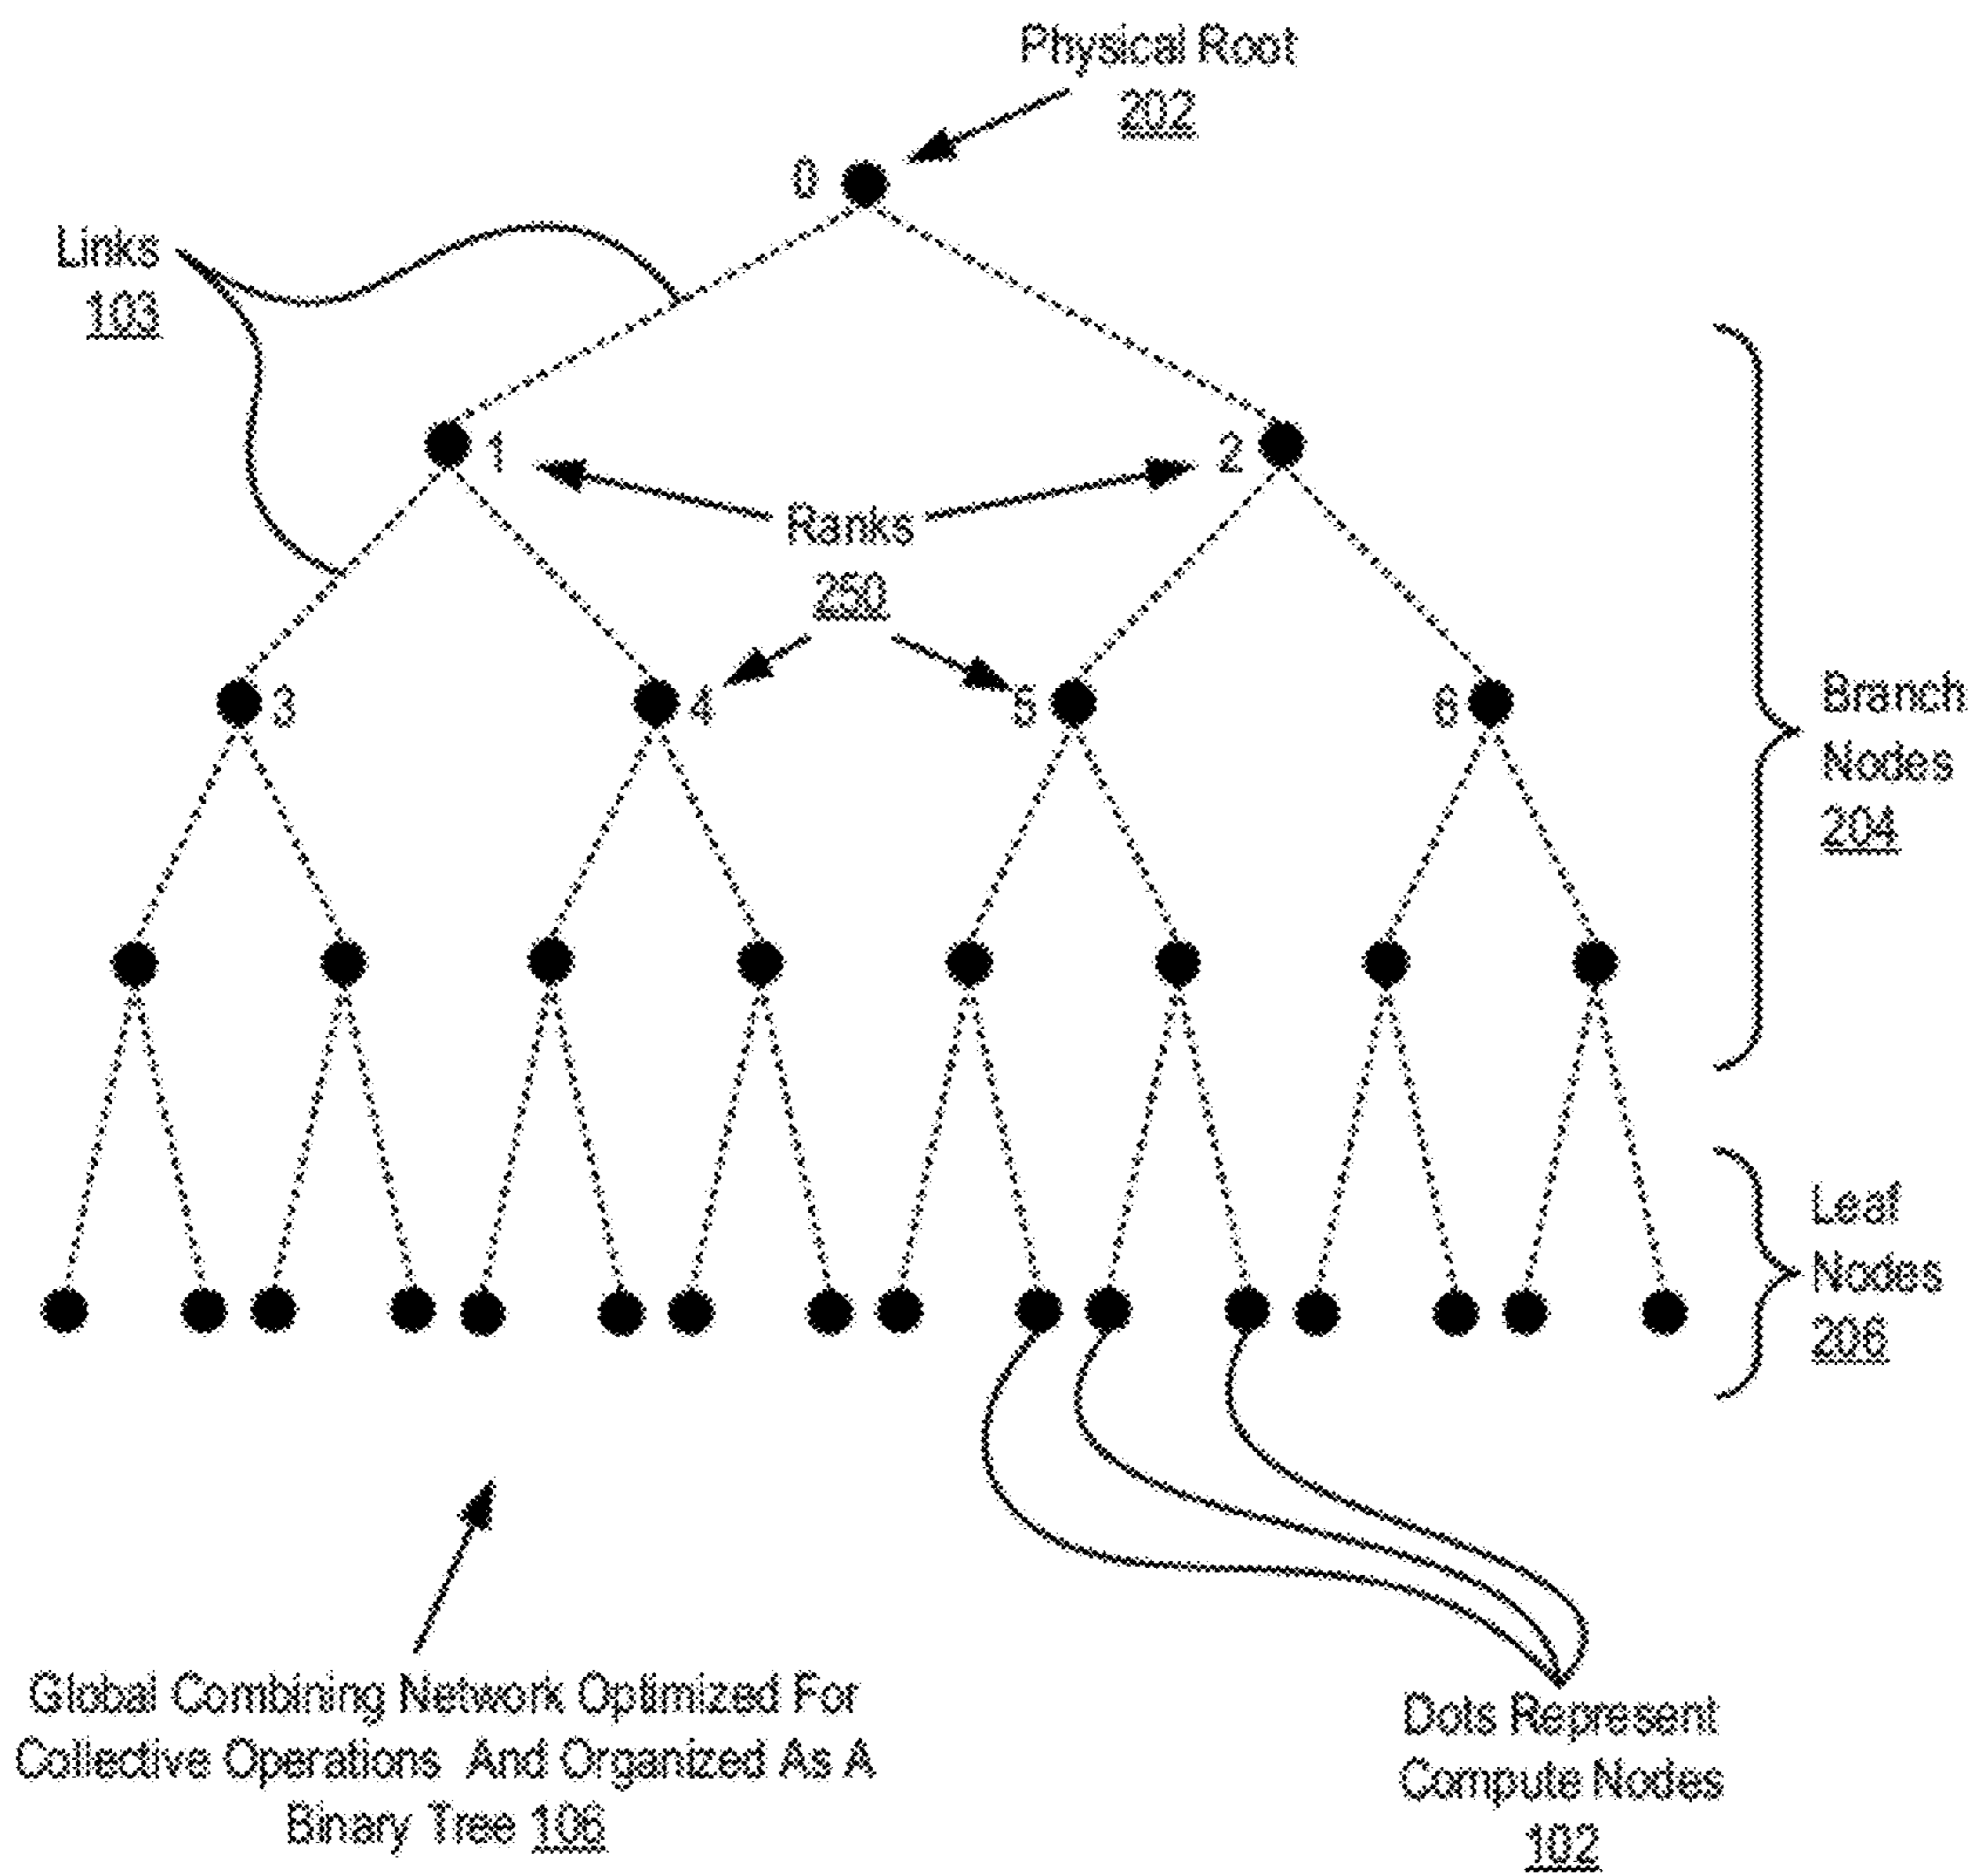 Physical Root
202
0
Links
103
1
2
Ranks
250
3
4
5
6
Branch
Nodes
204
Leaf
Nodes
206
Global Combining Network Optimized For
Collective Operations And Organized As A
Binary Tree 106
Dots Represent
Compute Nodes
102